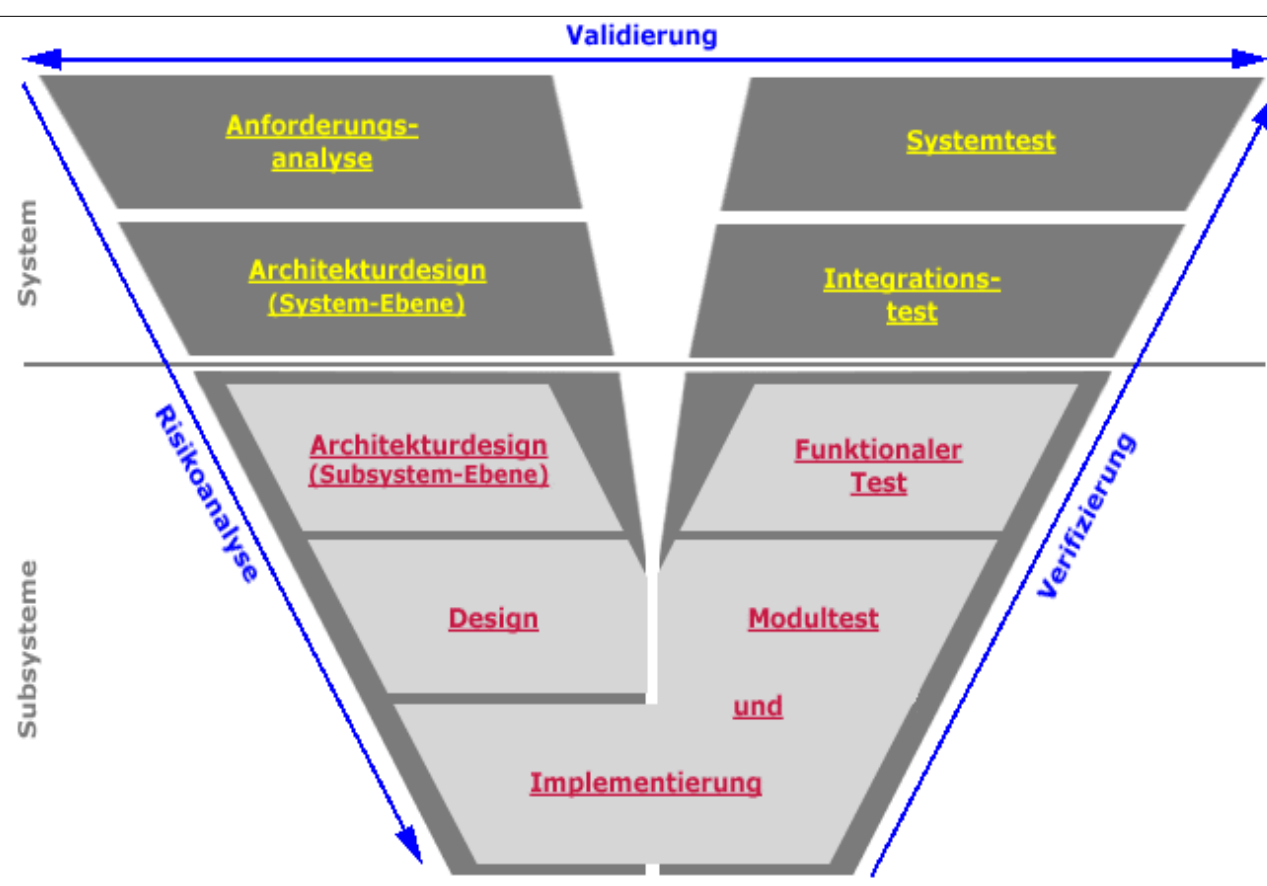 Validierung
Anforderungs-
analyse
Systemtest
System
Architekturdesign
(System-Ebene)
Integrations-
test
Risikoanalyse
Architekturdesign
(Subsystem-Ebene)
Funktionaler
Test
Verifizierung
Subsysteme
Design
Modultest
und
Implementierung